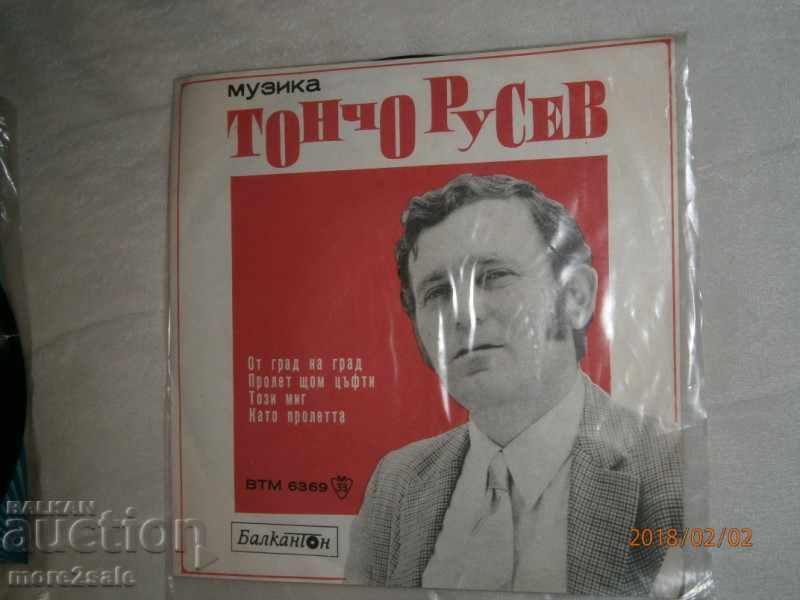 музика
ТОНЧО РУСЕВ
От град на град
Пролет щом цъфти
Този миг
Като пролетта
ВТМ 6369
М
33
Балкантон
BALKAN
auction
more2sale
2018/02/02